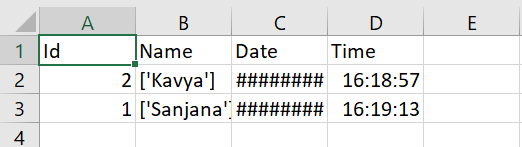 A B C D E
1 Id Name Date Time
2 2 ['Kavya'] ######## 16:18:57
3 1 ['Sanjana'] ######## 16:19:13
4